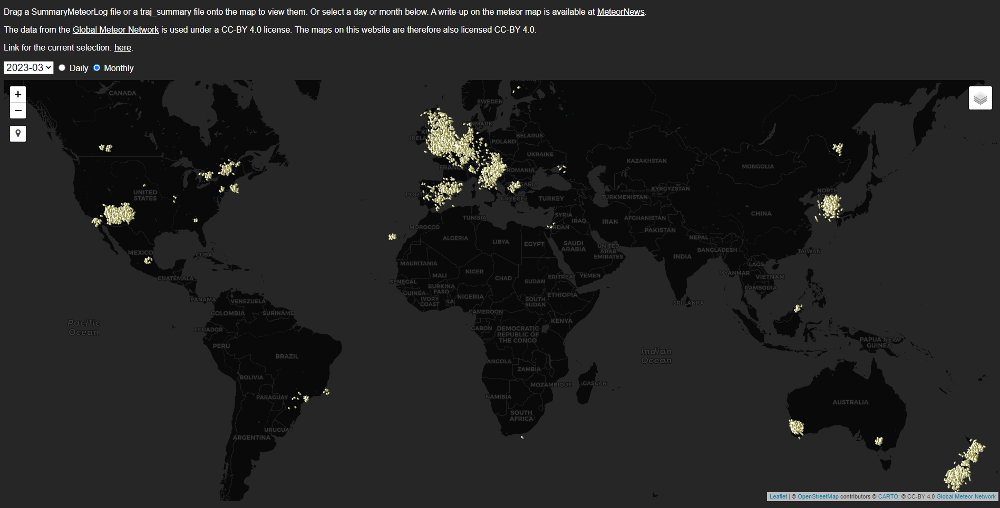 Drag a SummaryMeteorLog file or a traj_summary file onto the map to view them. Or select a day or month below. A write-up on the meteor map is available at MeteorNews.
The data from the Global Meteor Network is used under a CC-BY 4.0 license. The maps on this website are therefore also licensed CC-BY 4.0.
Link for the current selection: here.
2023-03 Daily Monthly
+
−
CANADA
SWEDEN
DENMARK
IRELA
BELARUS
POLAND
UKRAINE
KAZAKHSTAN
MONGOLIA
FRANC
ROMANIA
ARIA
KYRGYZSTAN
NORTH
UNITED
STATES
PORT
GREECE
TURKEY
TURKMENISTAN
CHINA
TUNISIA
SYRIA
IRAQ
IRAN
AFGHANISTAN
MOROCCO
RDAN
PAKISTAN
ALGERIA
LIBYA
EGYPT
SAUDI
ARABIA
UNITED
ARAB
EMIRATES
NEPAL
BANGLADESH
INDIA
TAIWAN
MEXICO
CUBA
MAURITANIA
LAOS
MALI
NIGER
CHAD
SUDAN
ERITREA
YEMEN
MYANMAR
VIETNAM
GUATEMALA
SENEGAL
BURKINA
FASO
CAMBODIA
GUINEA
IVORY
COAST
NA
NIGERIA
SOUTH
SUDAN
ETHIOPIA
PANAMA
VENEZUELA
SRI LANKA
COLOMBIA
SURINAME
CAMEROON
Pacific
Ocean
ECUADOR
GABON
DEMOCRATIC
REPUBLIC OF
THE CONGO
KENYA
PAPUA NEW
GUINEA
PERU
BRAZIL
Indian
Ocean
ANGOLA
ZAMBIA
BOLIVIA
MOZAMBIQUE
GASCAR
PARAGUAY
NAMIBIA
AUSTRALIA
SOUTH
AFRICA
URUGUAY
ARGENTINA
Leaflet | © OpenStreetMap contributors © CARTO; © CC-BY 4.0 Global Meteor Network